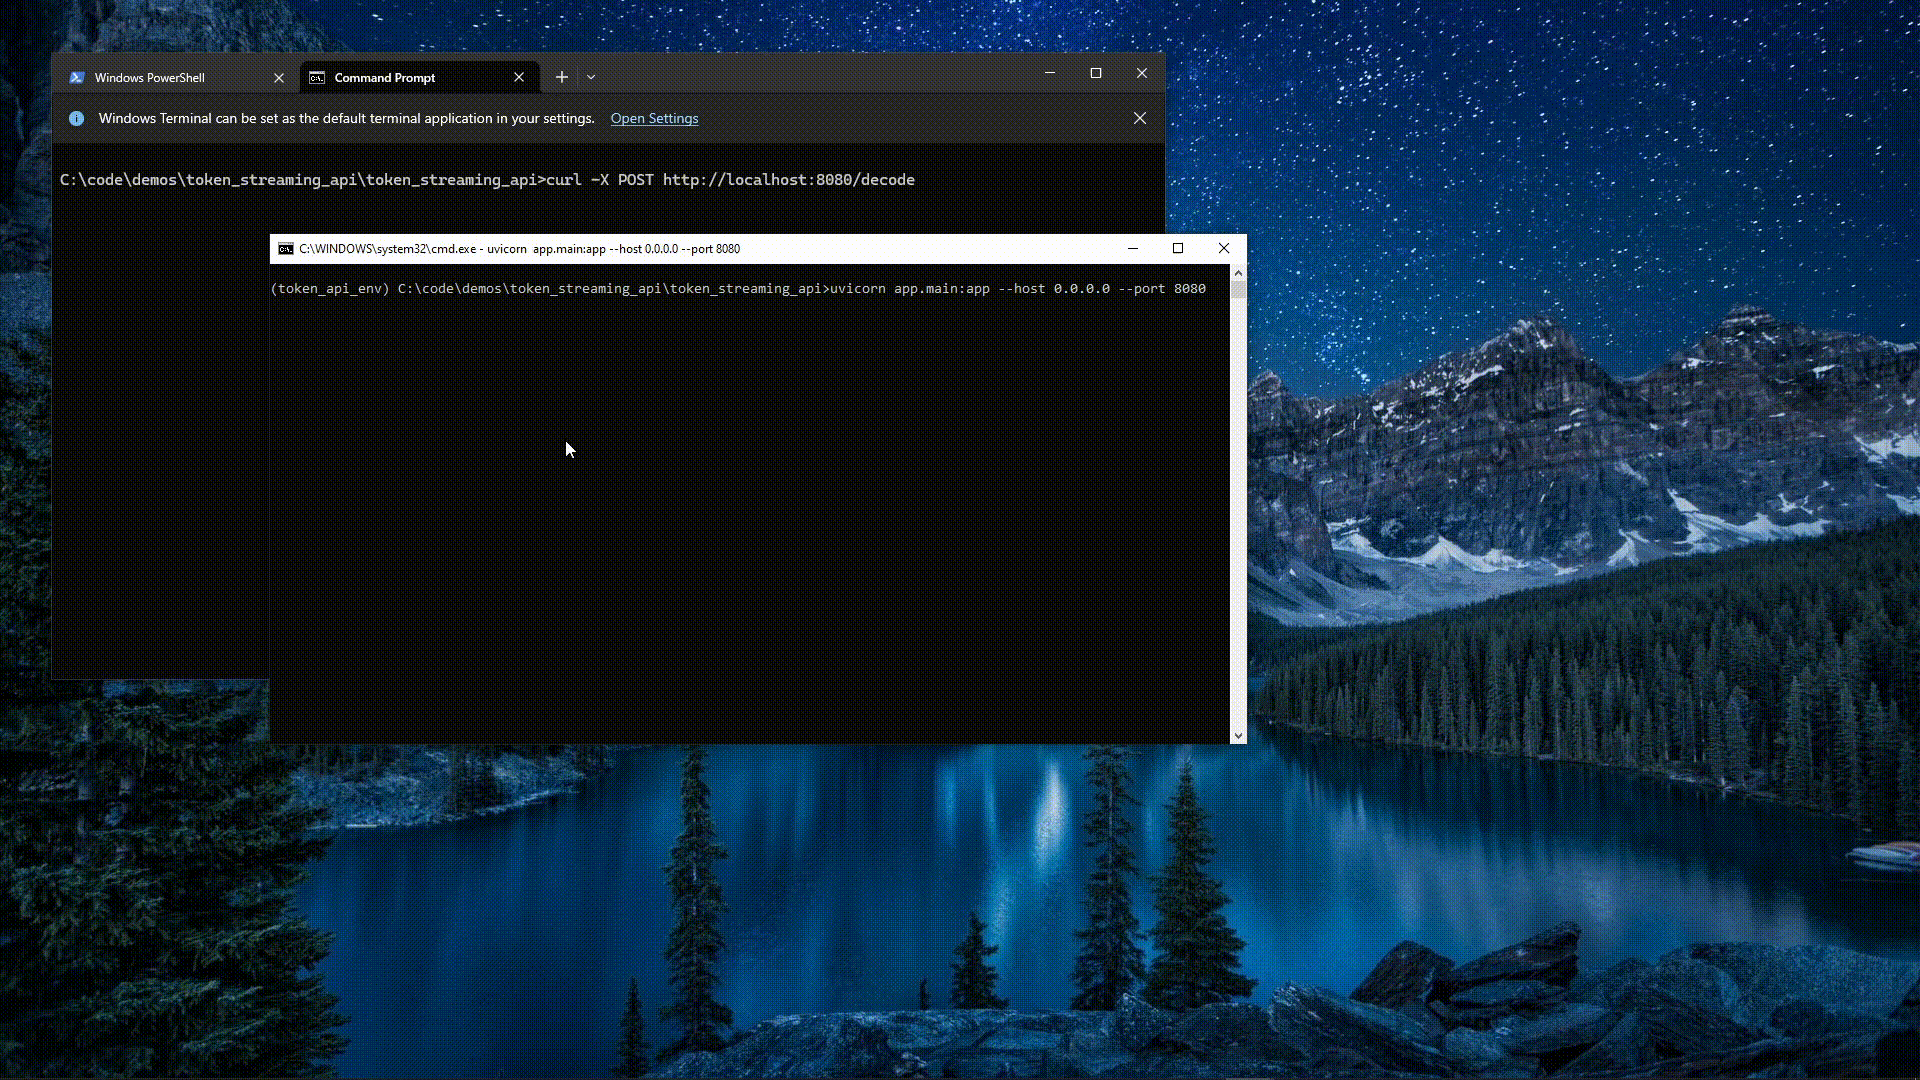 Windows PowerShell
Command Prompt
Windows Terminal can be set as the default terminal application in your settings. Open Settings
C:\code\demos\token_streaming_api\token_streaming_api>curl -X POST http://localhost:8080/decode
C:\WINDOWS\system32\cmd.exe - uvicorn app.main:app --host 0.0.0.0 --port 8080
(token_api_env) C:\code\demos\token_streaming_api\token_streaming_api>uvicorn app.main:app --host 0.0.0.0 --port 8080